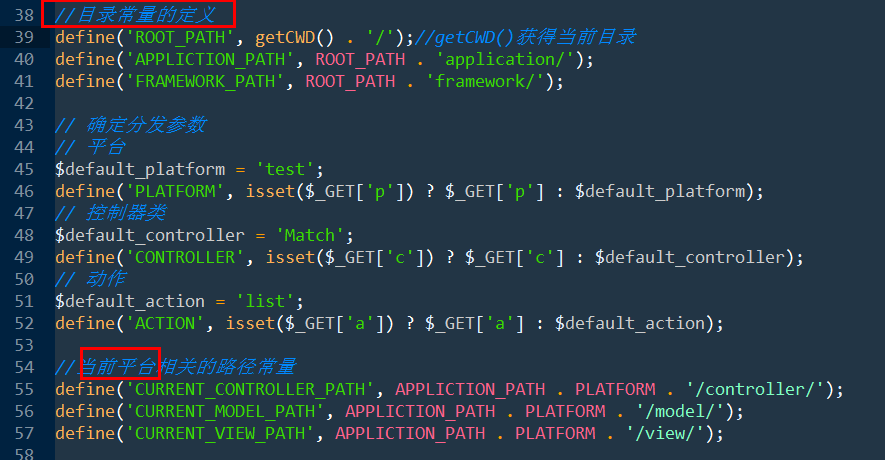 38 //目录常量的定义
39 define('ROOT_PATH', getCWD() . '/');//getCWD()获得当前目录
40 define('APPLICTION_PATH', ROOT_PATH . 'application/');
41 define('FRAMEWORK_PATH', ROOT_PATH . 'framework/');
42
43 // 确定分发参数
44 // 平台
45 $default_platform = 'test';
46 define('PLATFORM', isset($_GET['p']) ? $_GET['p'] : $default_platform);
47 // 控制器类
48 $default_controller = 'Match';
49 define('CONTROLLER', isset($_GET['c']) ? $_GET['c'] : $default_controller);
50 // 动作
51 $default_action = 'list';
52 define('ACTION', isset($_GET['a']) ? $_GET['a'] : $default_action);
53
54 //当前平台相关的路径常量
55 define('CURRENT_CONTROLLER_PATH', APPLICTION_PATH . PLATFORM . '/controller/');
56 define('CURRENT_MODEL_PATH', APPLICTION_PATH . PLATFORM . '/model/');
57 define('CURRENT_VIEW_PATH', APPLICTION_PATH . PLATFORM . '/view/');
58